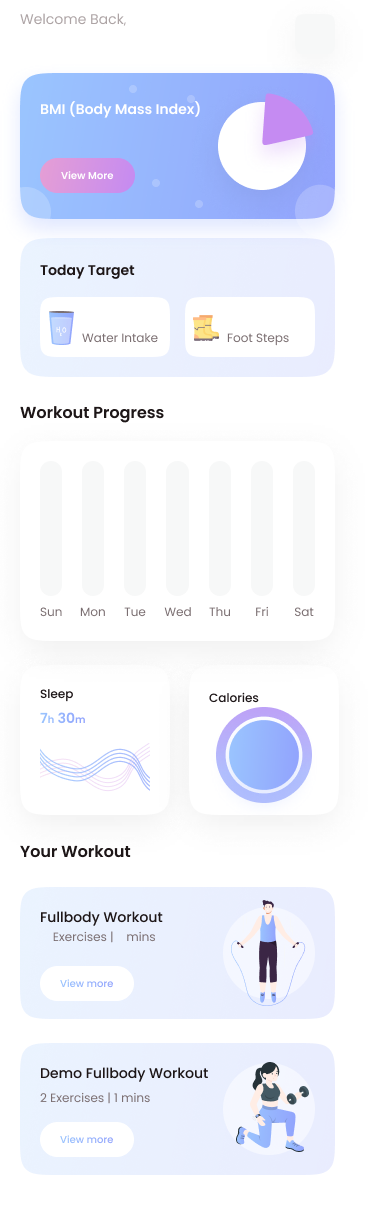 Welcome Back,
BMI (Body Mass Index)
View More
Today Target
H2O
Water Intake
Foot Steps
Workout Progress
Sun Mon Tue Wed Thu Fri Sat
Sleep
7h 30m
Calories
Your Workout
Fullbody Workout
Exercises | mins
View more
Demo Fullbody Workout
2 Exercises | 1 mins
View more